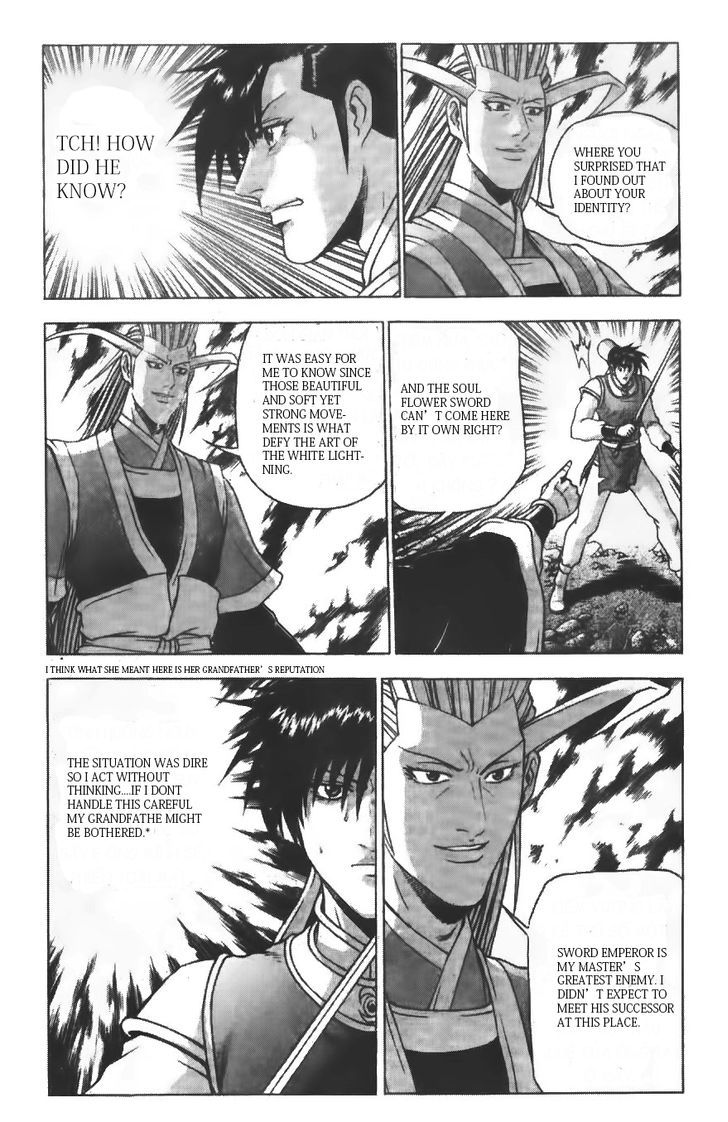 TCH! HOW
DID HE
KNOW?
WHERE YOU
SURPRISED THAT
I FOUND OUT
ABOUT YOUR
IDENTITY?
IT WAS EASY FOR
ME TO KNOW SINCE
THOSE BEAUTIFUL
AND SOFT YET
STRONG MOVE-
MENTS IS WHAT
DEFY THE ART OF
THE WHITE LIGHT-
NING.
AND THE SOUL
FLOWER SWORD
CAN'T COME HERE
BY IT OWN RIGHT?
I THINK WHAT SHE MEANT HERE IS HER GRANDFATHER'S REPUTATION
THE SITUATION WAS DIRE
SO I ACT WITHOUT
THINKING....IF I DONT
HANDLE THIS CAREFUL
MY GRANDFATHE MIGHT
BE BOTHERED.*
SWORD EMPEROR IS
MY MASTER'S
GREATEST ENEMY. I
DIDN'T EXPECT TO
MEET HIS SUCCESSOR
AT THIS PLACE.